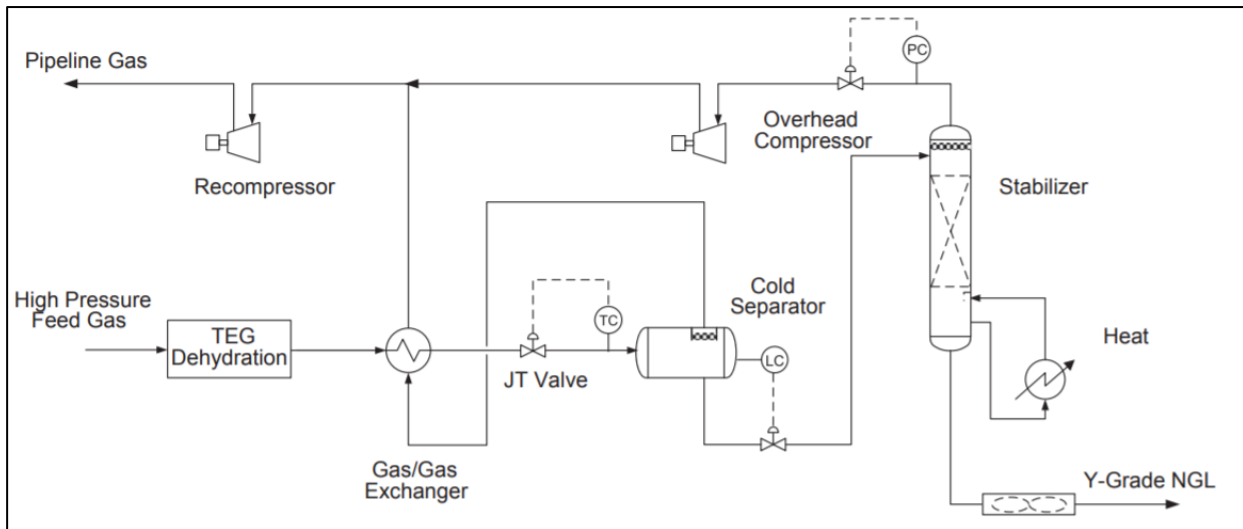 Pipeline Gas
PC
Overhead
Compressor
Recompressor
Stabilizer
High Pressure
Feed Gas
TEG
Dehydration
TC
JT Valve
Cold
Separator
LC
Heat
Gas/Gas
Exchanger
Y-Grade NGL